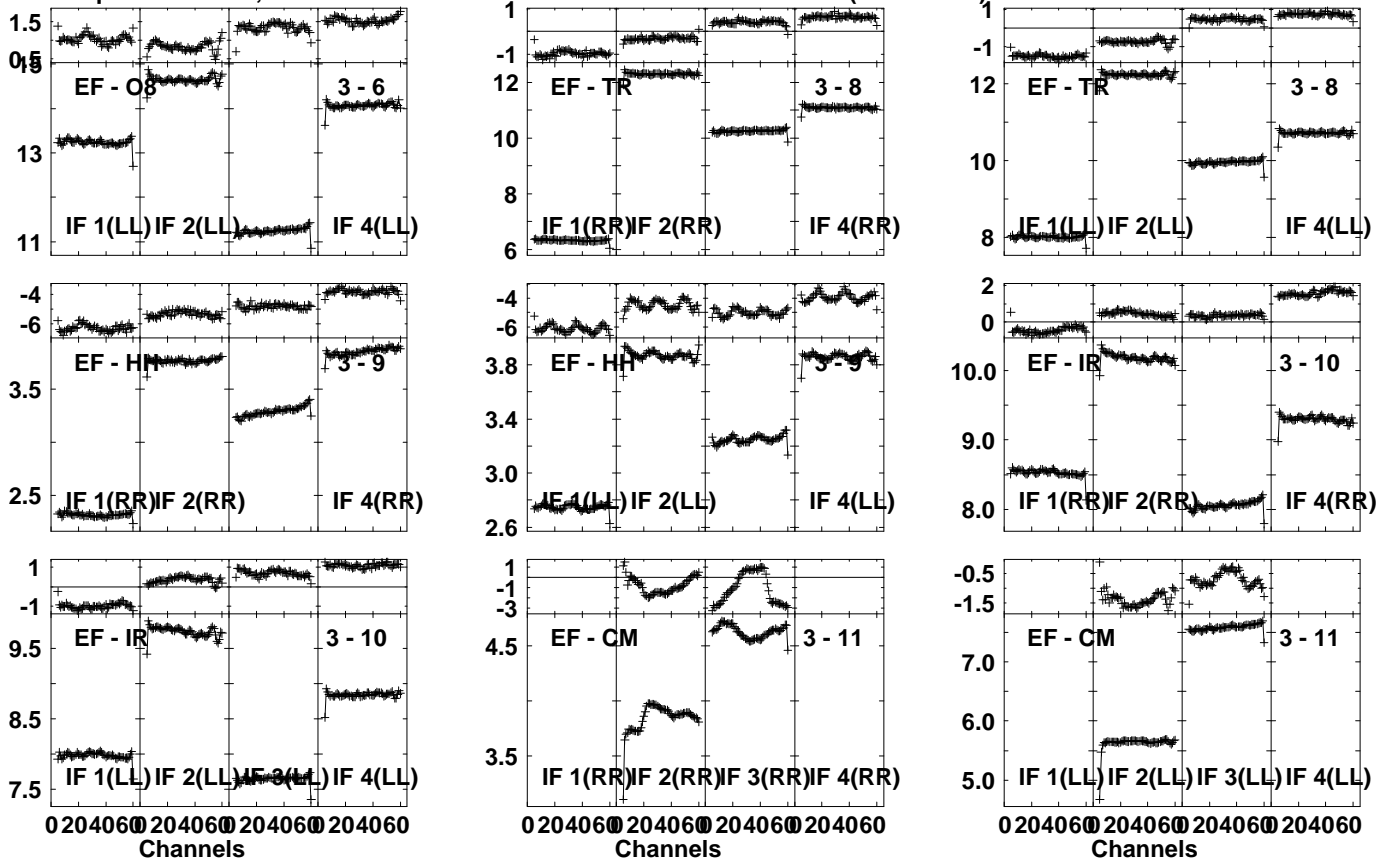 1.5
0.5
15
13
11
EF - O8
3 - 6
IF 1(LL) IF 2(LL) IF 4(LL)
1
-1
12
10
8
6
EF - TR
3 - 8
IF 1(RR) IF 2(RR) IF 4(RR)
1
-1
12
10
8
EF - TR
3 - 8
IF 1(LL) IF 2(LL) IF 4(LL)
-4
-6
3.5
2.5
EF - HH
3 - 9
IF 1(RR) IF 2(RR) IF 4(RR)
-4
-6
3.8
3.4
3.0
2.6
EF - HH
3 - 9
IF 1(LL) IF 2(LL) IF 4(LL)
2
0
10.0
9.0
8.0
EF - IR
3 - 10
IF 1(RR) IF 2(RR) IF 4(RR)
1
-1
9.5
8.5
7.5
EF - IR
3 - 10
IF 1(LL) IF 2(LL) IF 3(LL) IF 4(LL)
0 20 40 60 0 20 40 60 0 20 40 60 0 20 40 60
Channels
1
-1
-3
4.5
3.5
EF - CM
3 - 11
IF 1(RR) IF 2(RR) IF 3(RR) IF 4(RR)
0 20 40 60 0 20 40 60 0 20 40 60 0 20 40 60
Channels
-0.5
-1.5
7.0
6.0
5.0
EF - CM
3 - 11
IF 1(LL) IF 2(LL) IF 3(LL) IF 4(LL)
0 20 40 60 0 20 40 60 0 20 40 60 0 20 40 60
Channels